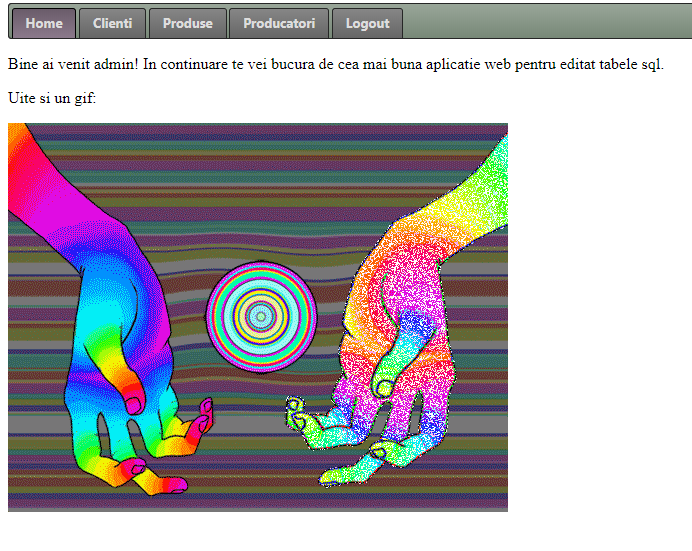 Home Clienti Produse Producatori Logout
Bine ai venit admin! In continuare te vei bucura de cea mai buna aplicatie web pentru editat tabele sql.
Uite si un gif: